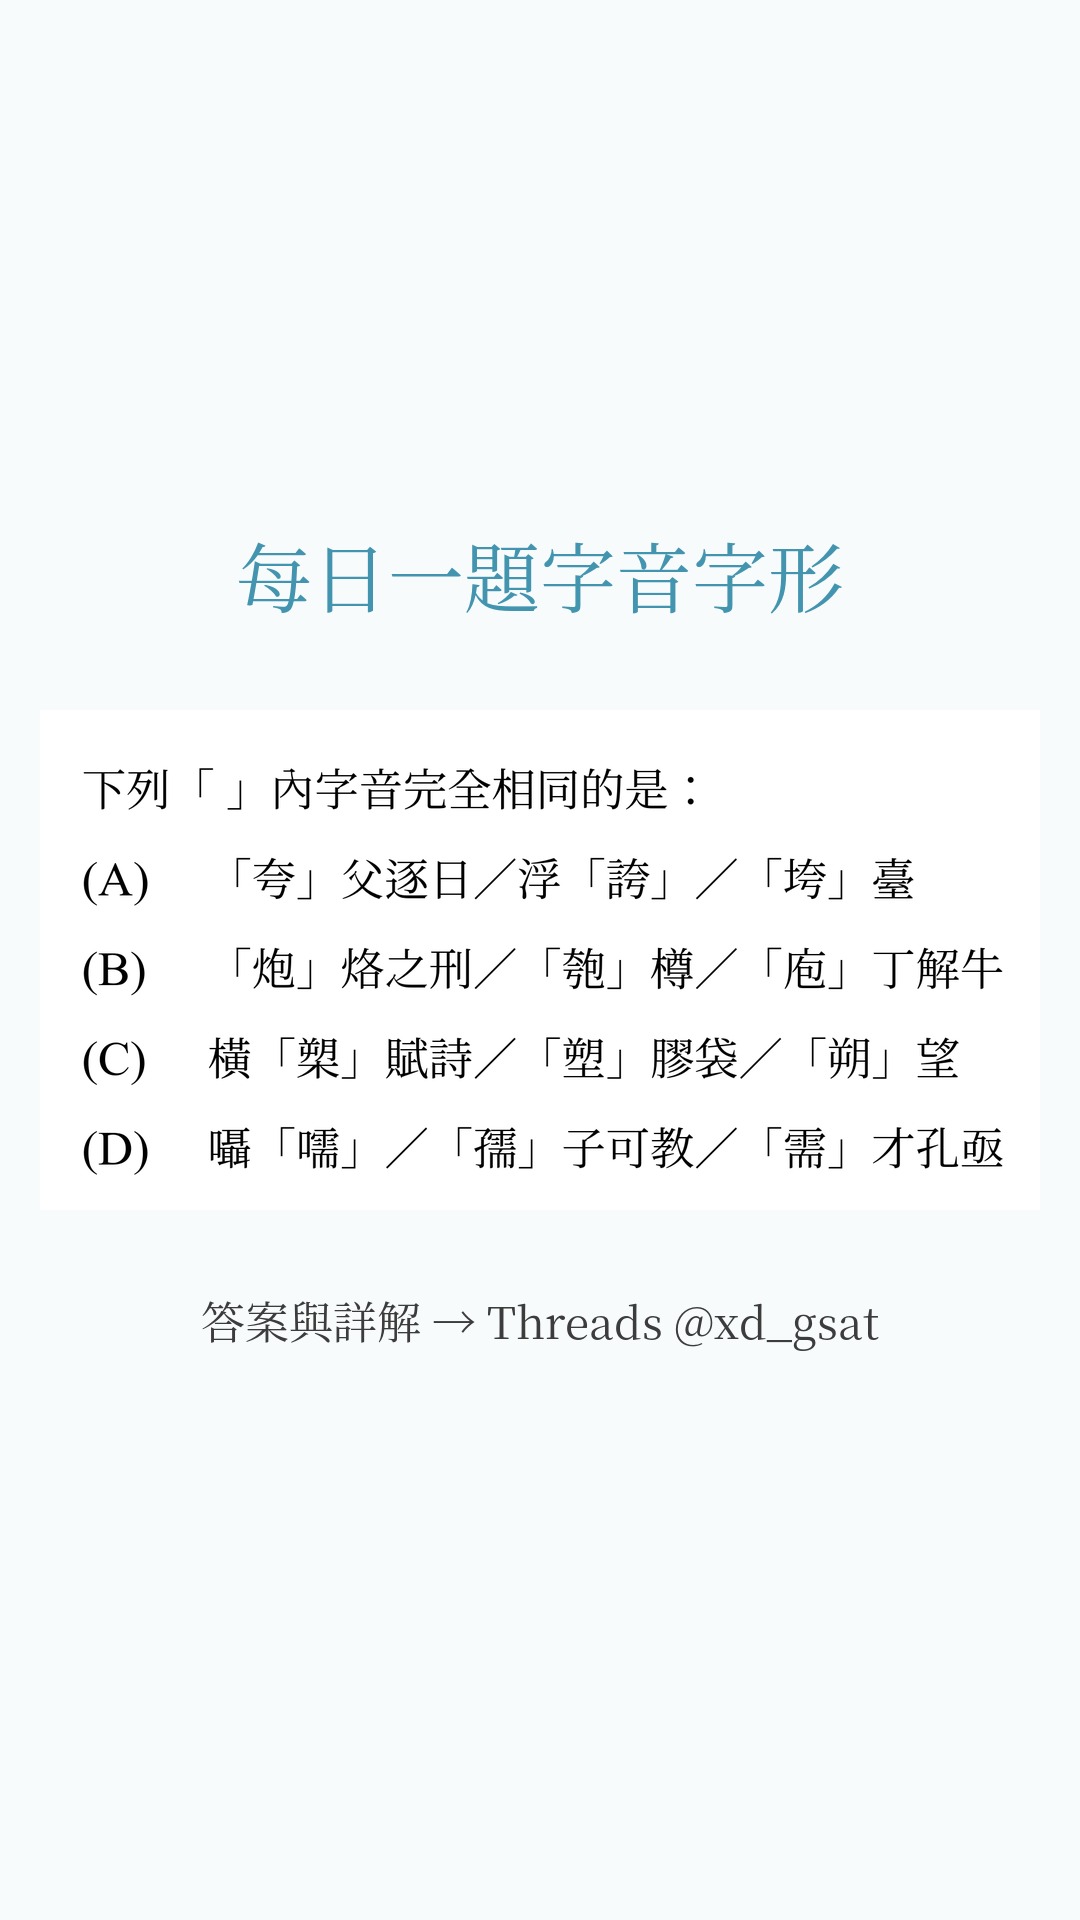 每日一題字音字形
下列「 」內字音完全相同的是：
(A) 「夸」父逐日／浮「誇」／「垮」臺
(B) 「炮」烙之刑／「匏」樽／「庖」丁解牛
(C) 橫「槊」賦詩／「塑」膠袋／「朔」望
(D) 囁「嚅」／「孺」子可教／「需」才孔亟
答案與詳解 → Threads @xd_gsat